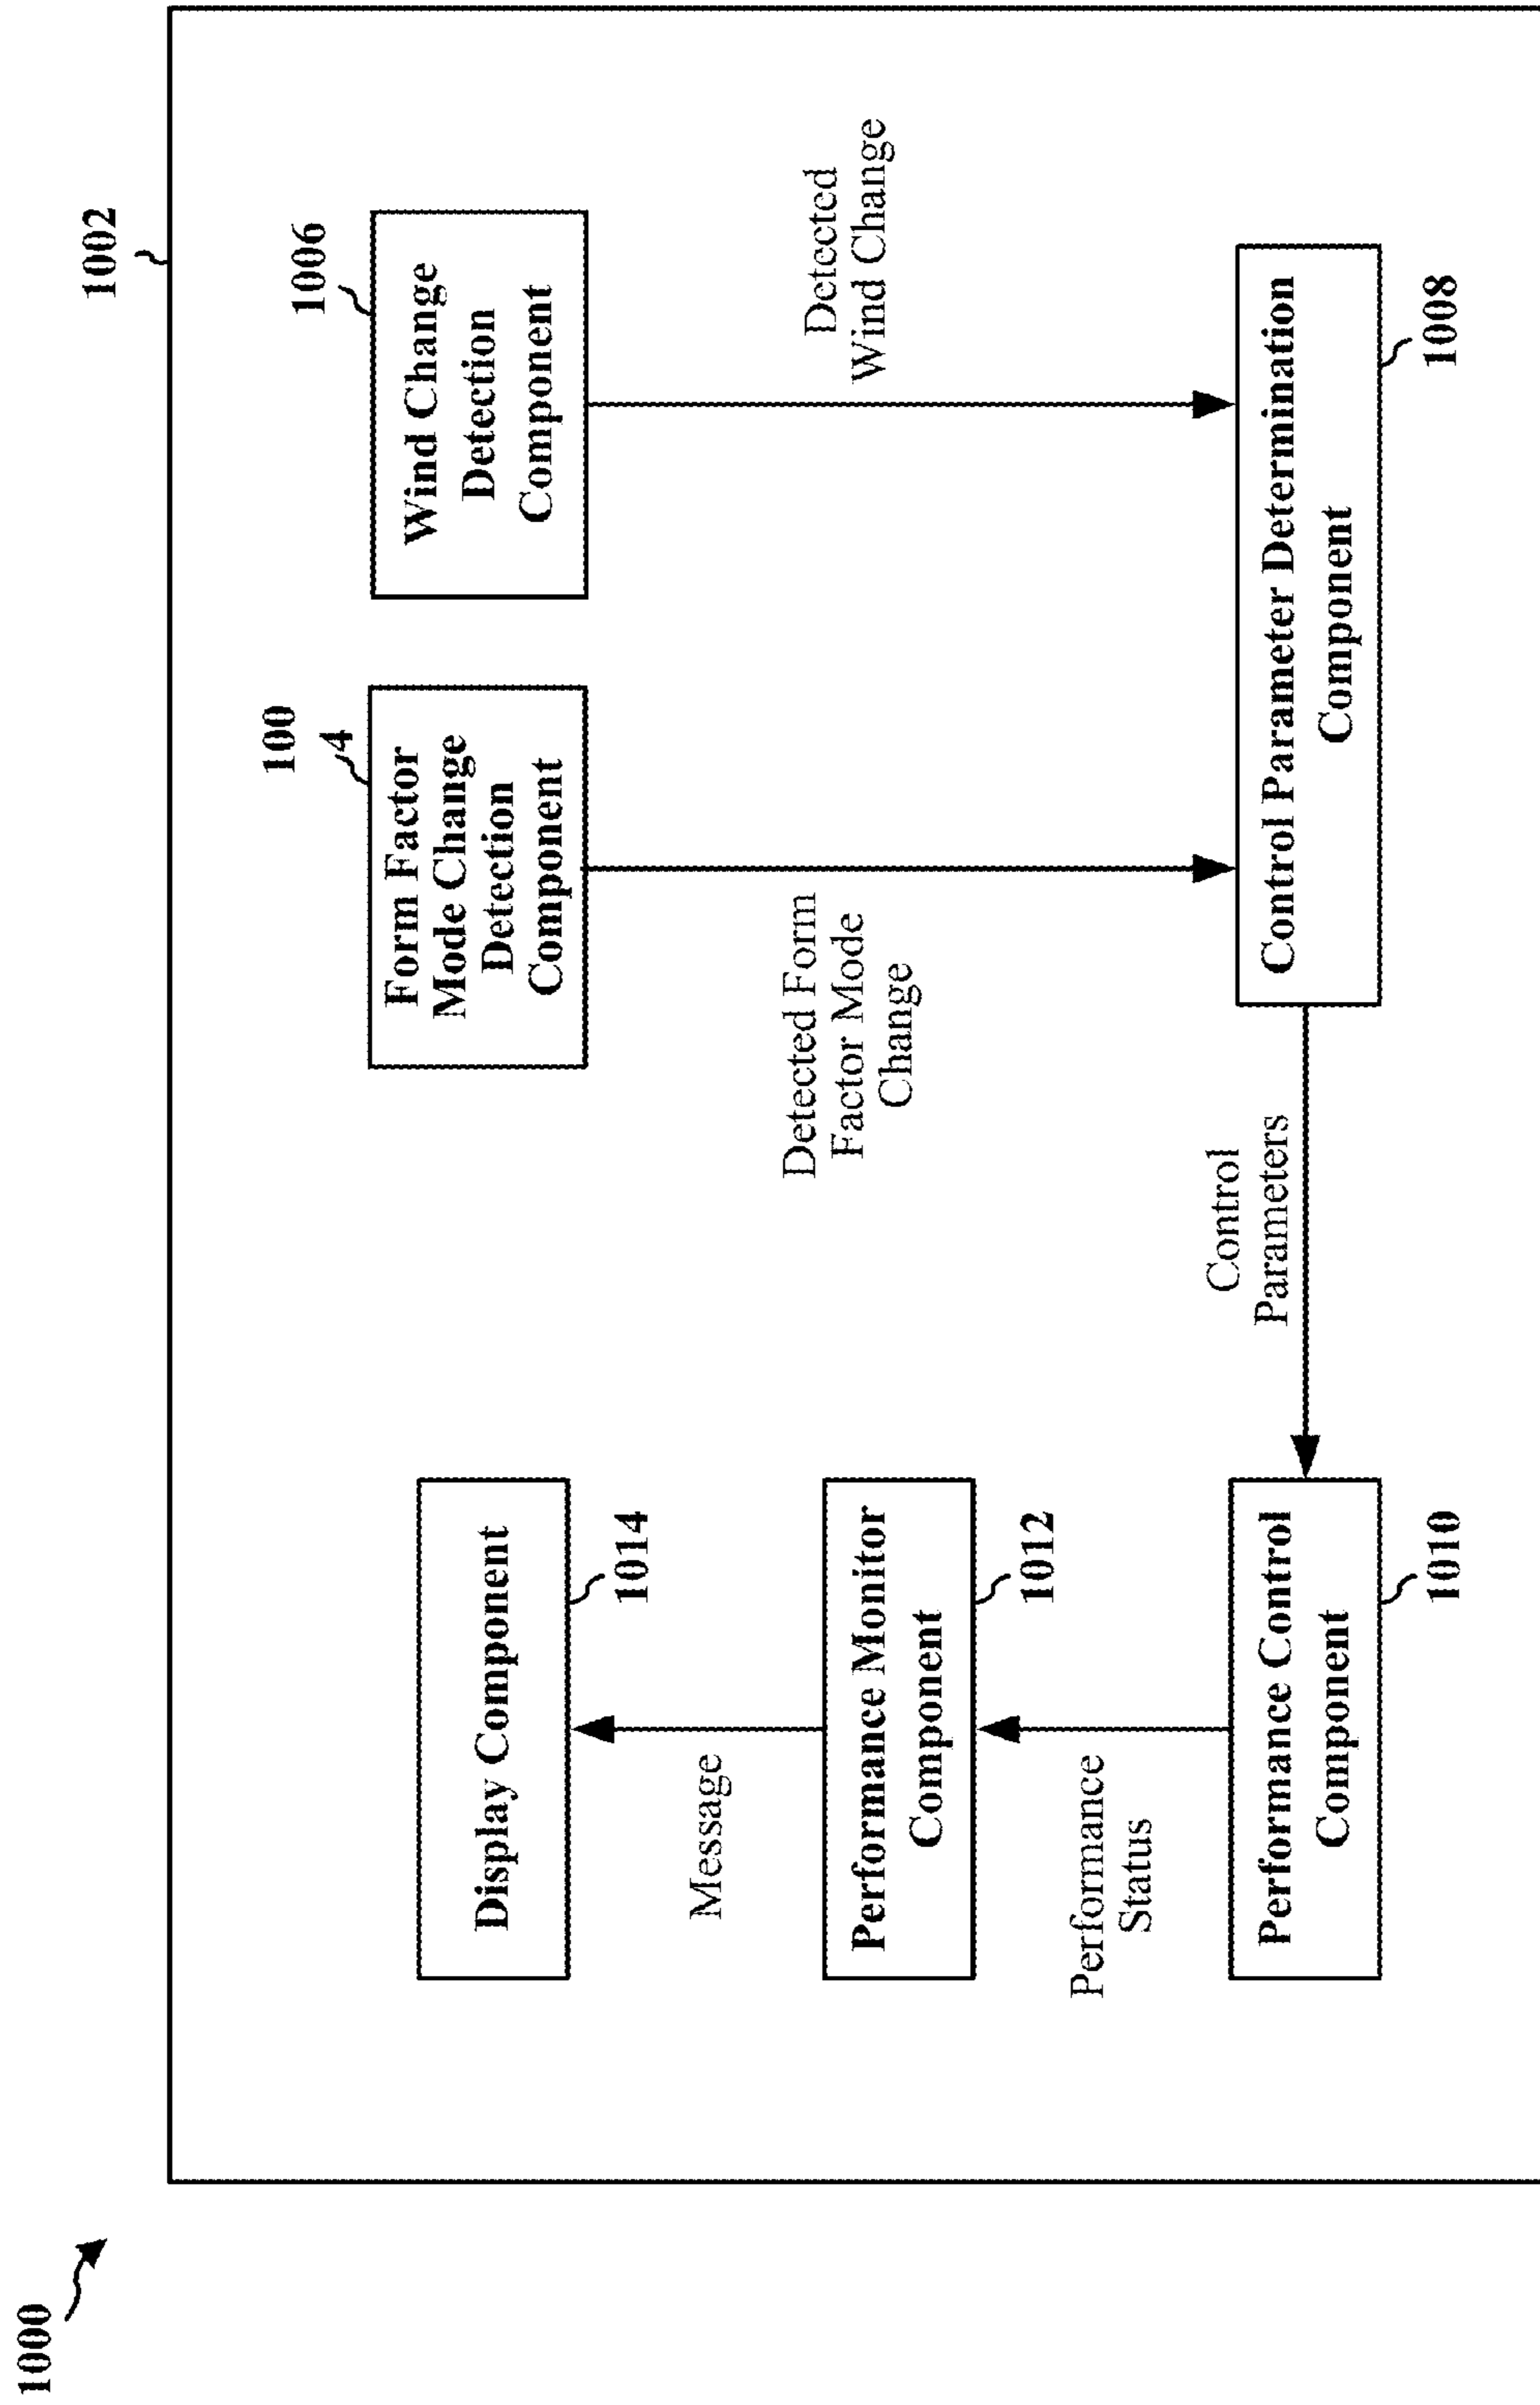 1000
1002
Display Component
1014
Message
Performance Monitor
Component
1012
Performance
Status
Performance Control
Component
1010
Control
Parameters
100
4
Form Factor
Mode Change
Detection
Component
Detected Form
Factor Mode
Change
1006
Wind Change
Detection
Component
Detected
Wind Change
Control Parameter Determination
Component
1008